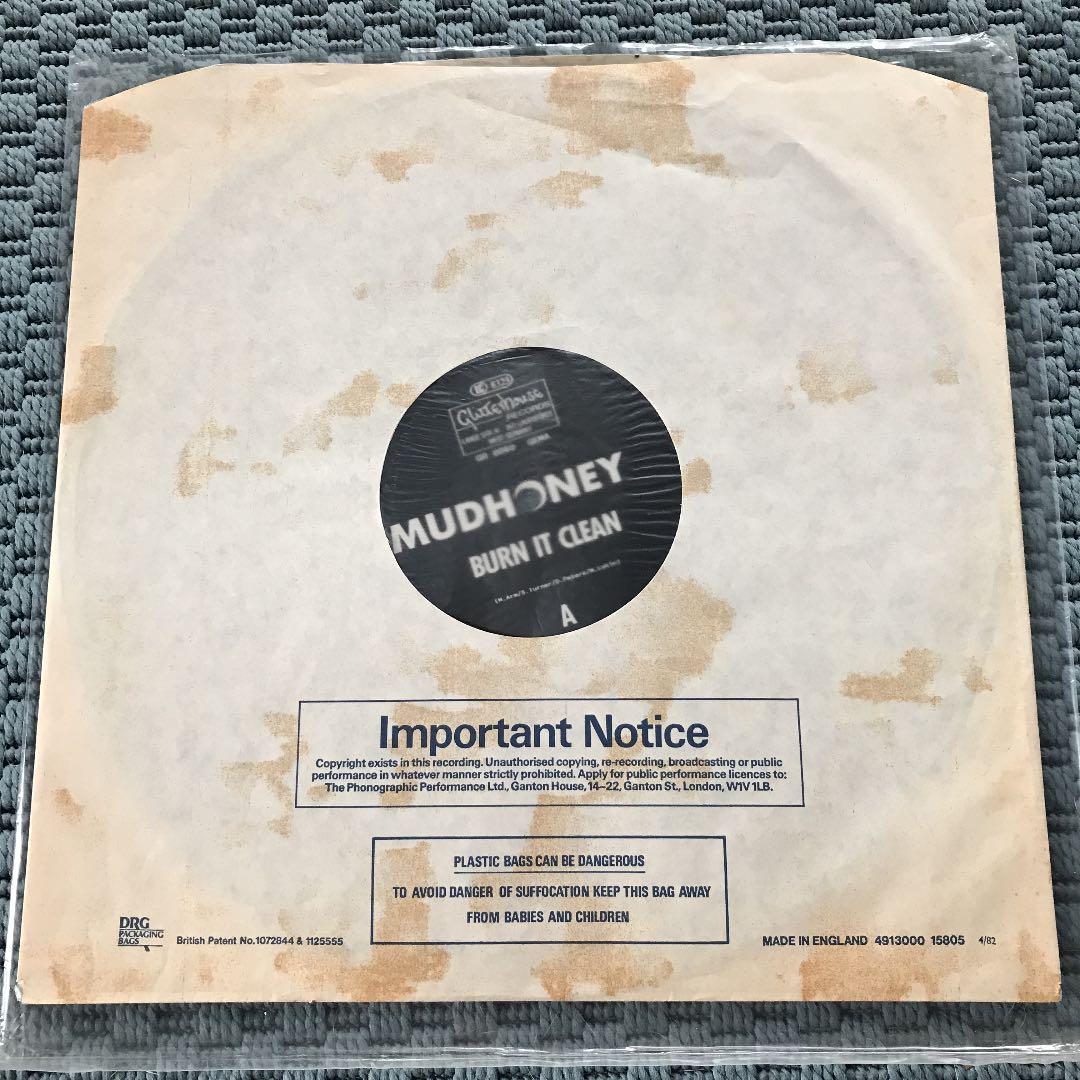 Glitterhouse
RECORDS
MUDHONEY
BURN IT CLEAN
A
Important Notice
Copyright exists in this recording. Unauthorised copying, re-recording, broadcasting or public
performance in whatever manner strictly prohibited. Apply for public performance licences to:
The Phonographic Performance Ltd., Ganton House, 14–22, Ganton St., London, W1V 1LB.
PLASTIC BAGS CAN BE DANGEROUS
TO AVOID DANGER OF SUFFOCATION KEEP THIS BAG AWAY
FROM BABIES AND CHILDREN
DRG
PACKAGING
BAGS
British Patent No. 1072844 & 1125555
MADE IN ENGLAND 4913000 15805 4/82